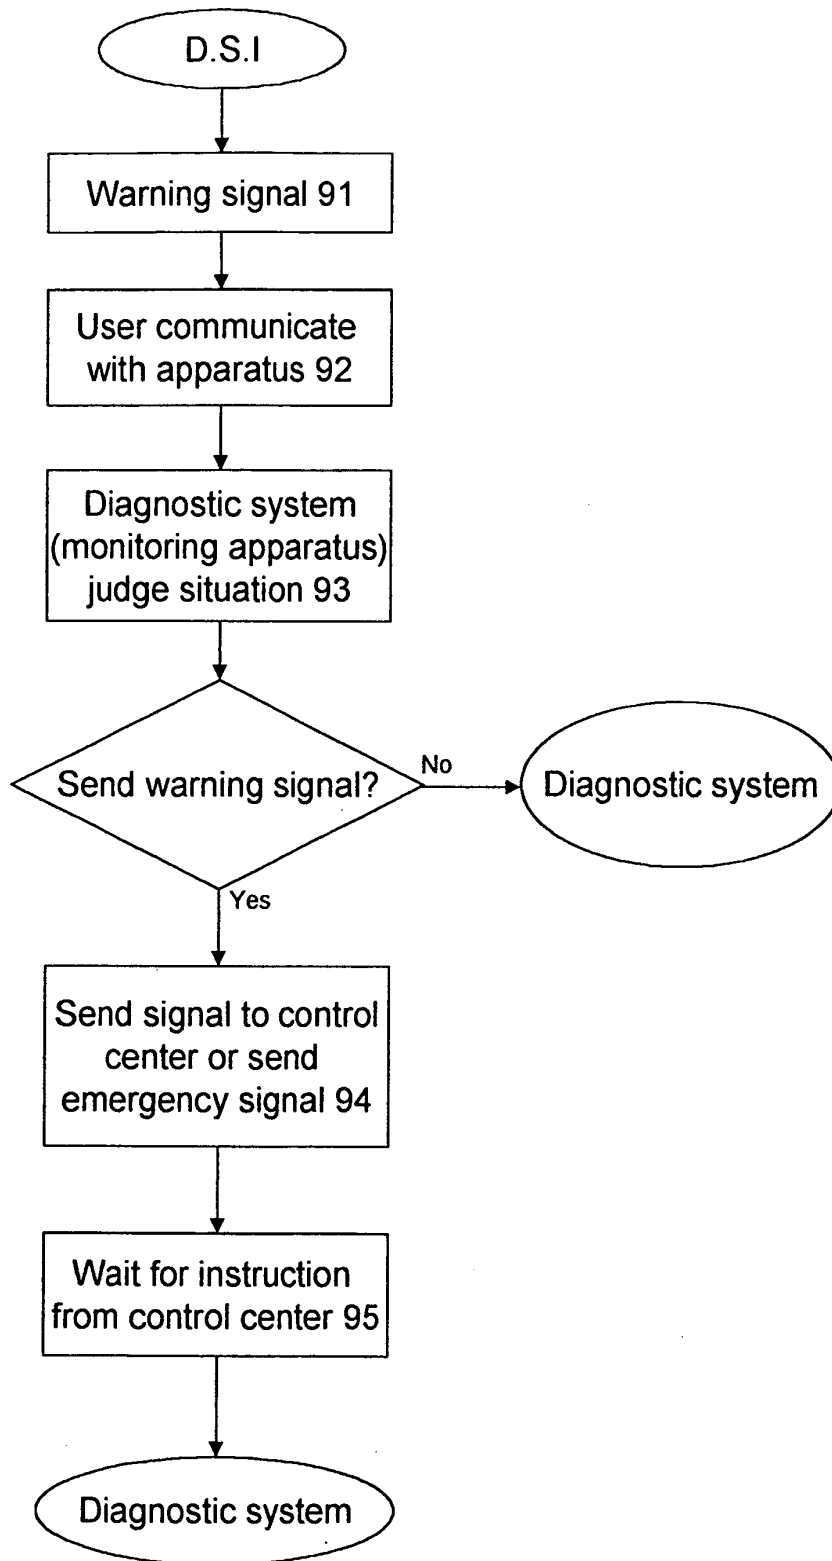 D.S.I
Warning signal 91
User communicate
with apparatus 92
Diagnostic system
(monitoring apparatus)
judge situation 93
Send warning signal?
No
Diagnostic system
Yes
Send signal to control
center or send
emergency signal 94
Wait for instruction
from control center 95
Diagnostic system